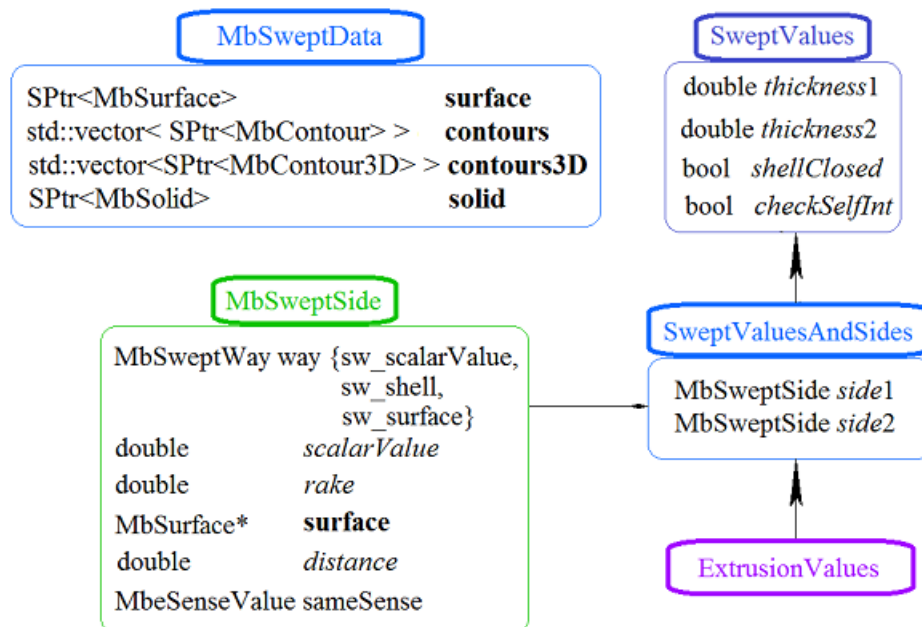 MbSweptData
SPtr<MbSurface> surface
std::vector< SPtr<MbContour> > contours
std::vector<SPtr<MbContour3D> > contours3D
SPtr<MbSolid> solid
SweptValues
double thickness1
double thickness2
bool shellClosed
bool checkSelfInt
MbSweptSide
MbSweptWay way {sw_scalarValue,
sw_shell,
sw_surface}
double scalarValue
double rake
MbSurface* surface
double distance
MbeSenseValue sameSense
SweptValuesAndSides
MbSweptSide side1
MbSweptSide side2
ExtrusionValues